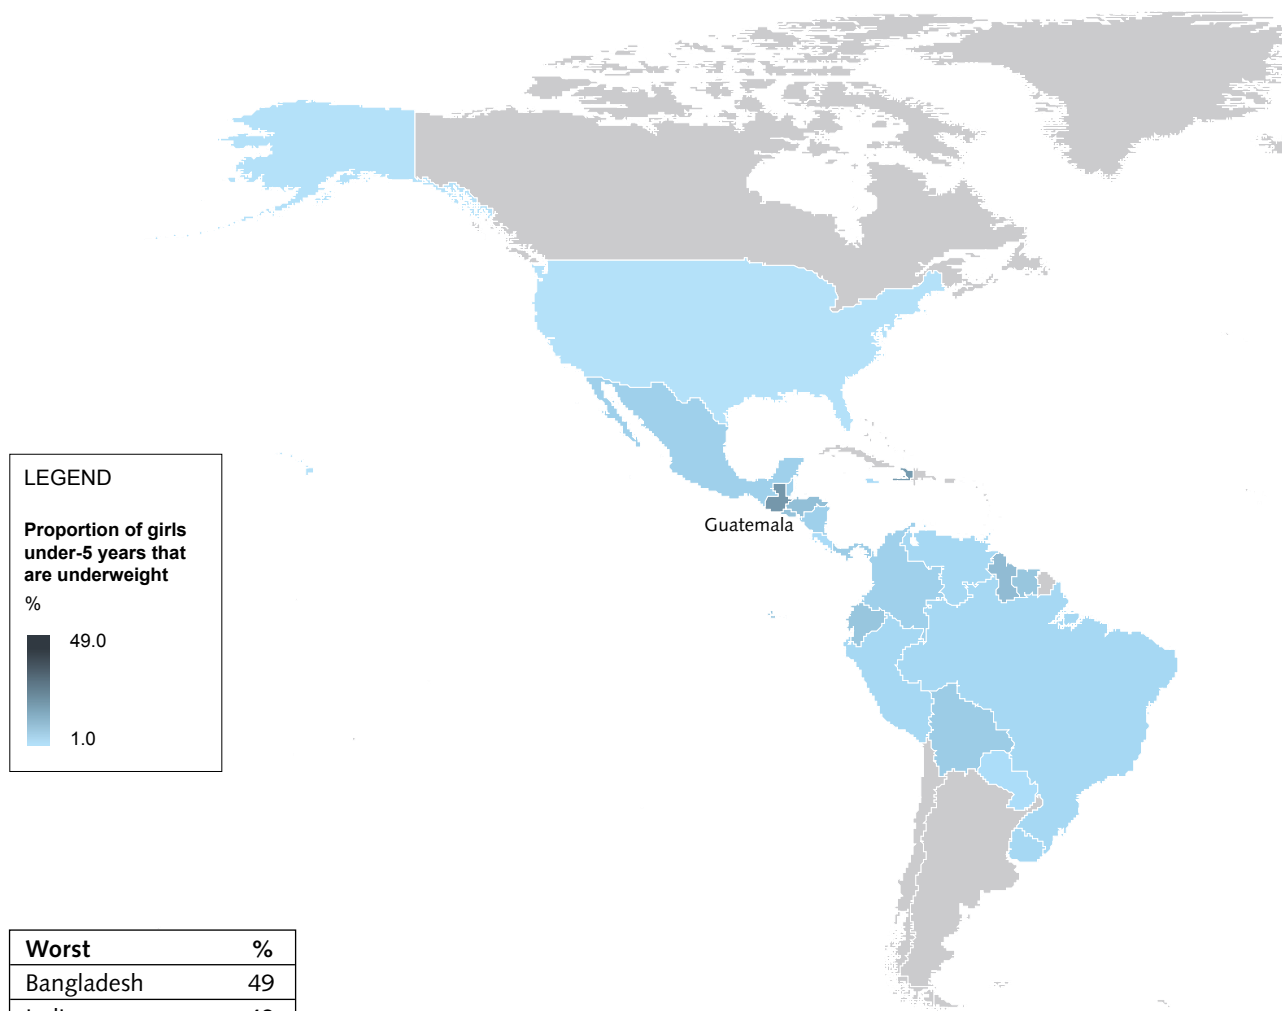 LEGEND
Proportion of girls
under-5 years that
are underweight
%
49.0
1.0
Guatemala
Worst %
Bangladesh 49